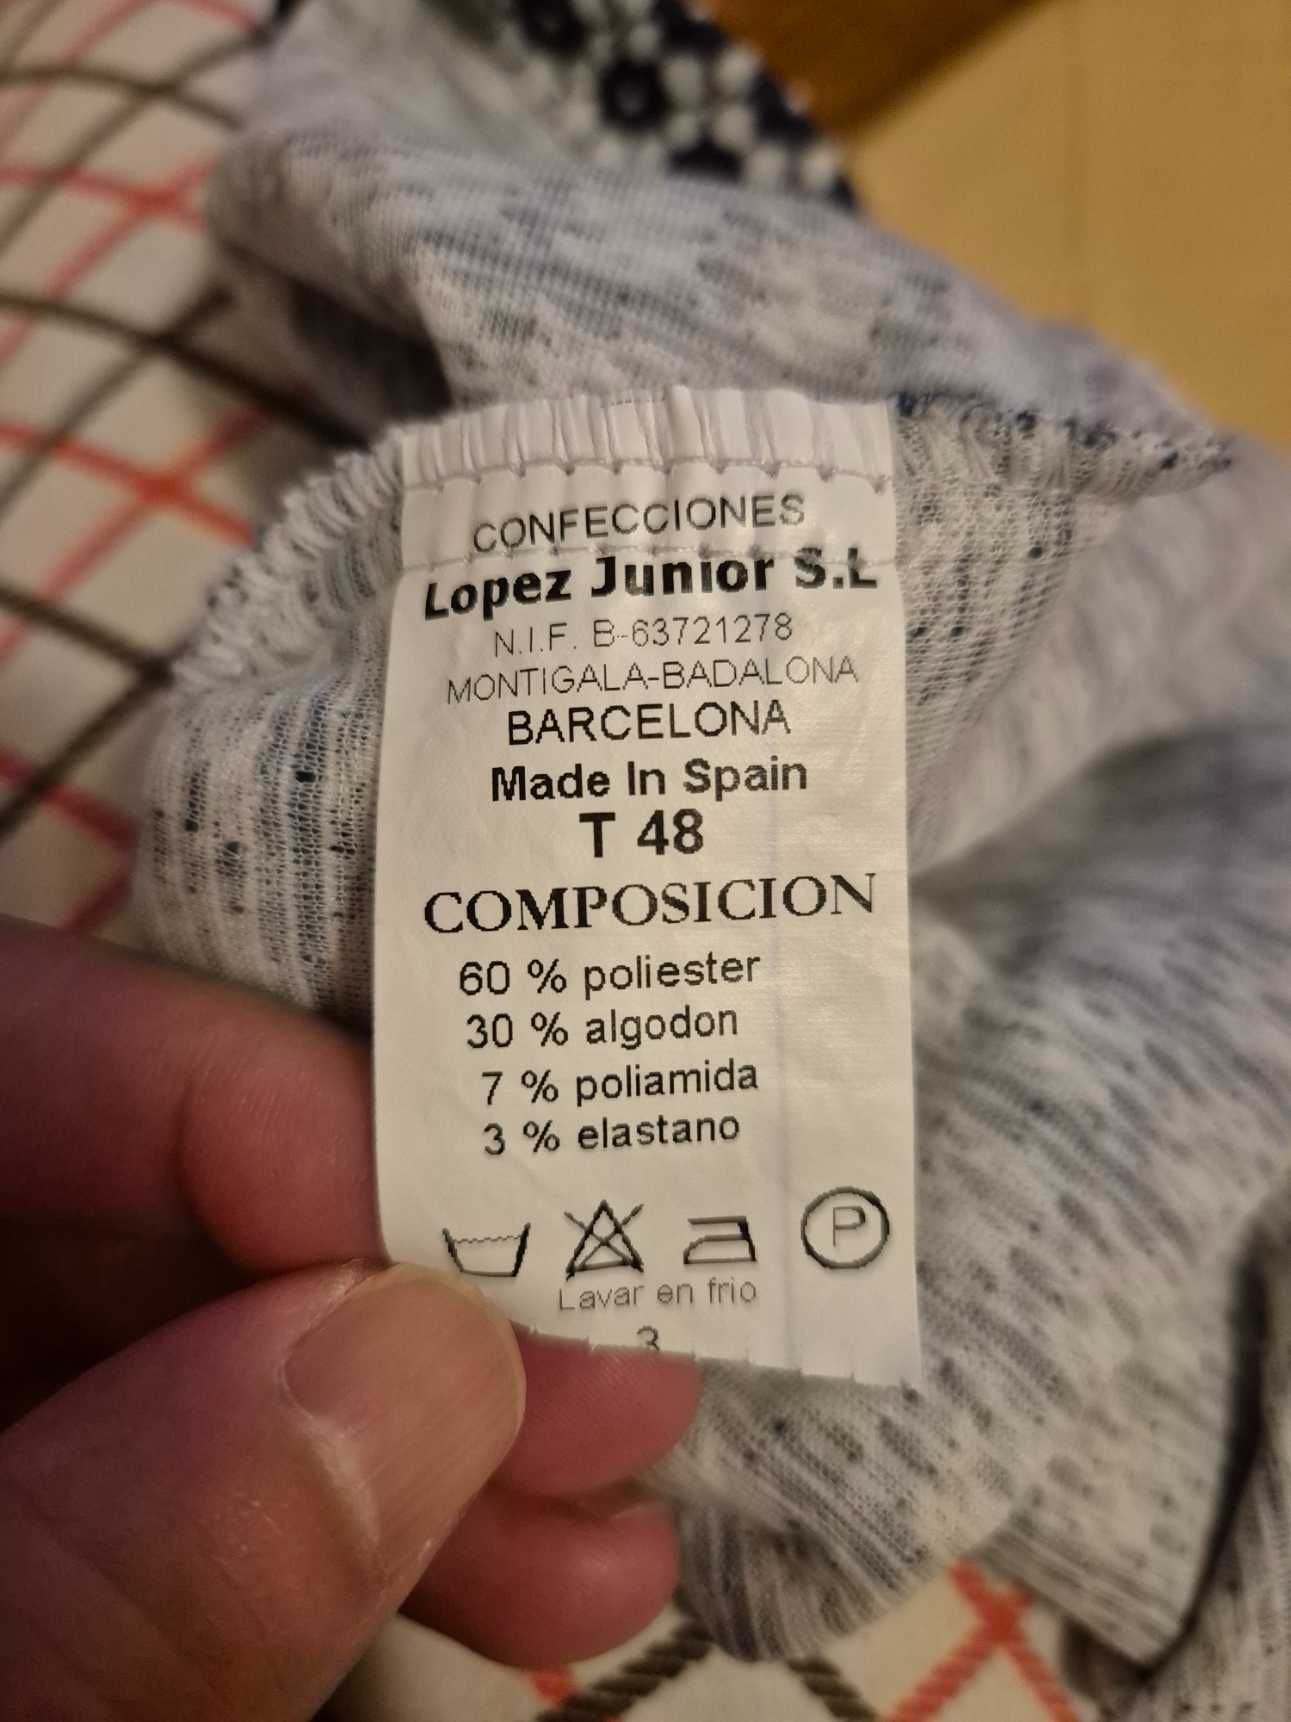 CONFECCIONES
Lopez Junior S.L
N.I.F. B-63721278
MONTIGALA-BADALONA
BARCELONA
Made In Spain
T 48
COMPOSICION
60 % poliester
30 % algodon
7 % poliamida
3 % elastano
P
Lavar en frio
3